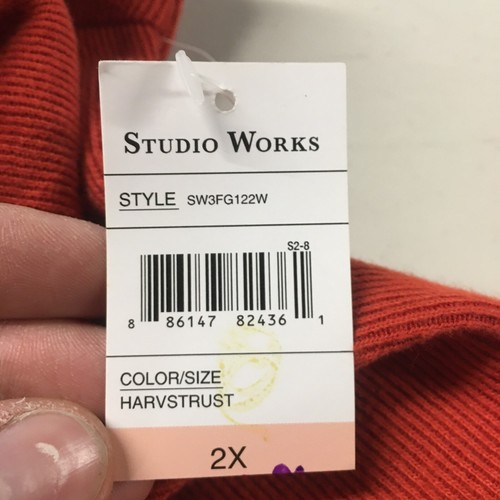 STUDIO WORKS
STYLE SW3FG122W
S2-8
8 86147 82436 1
COLOR/SIZE
HARVSTRUST
2X